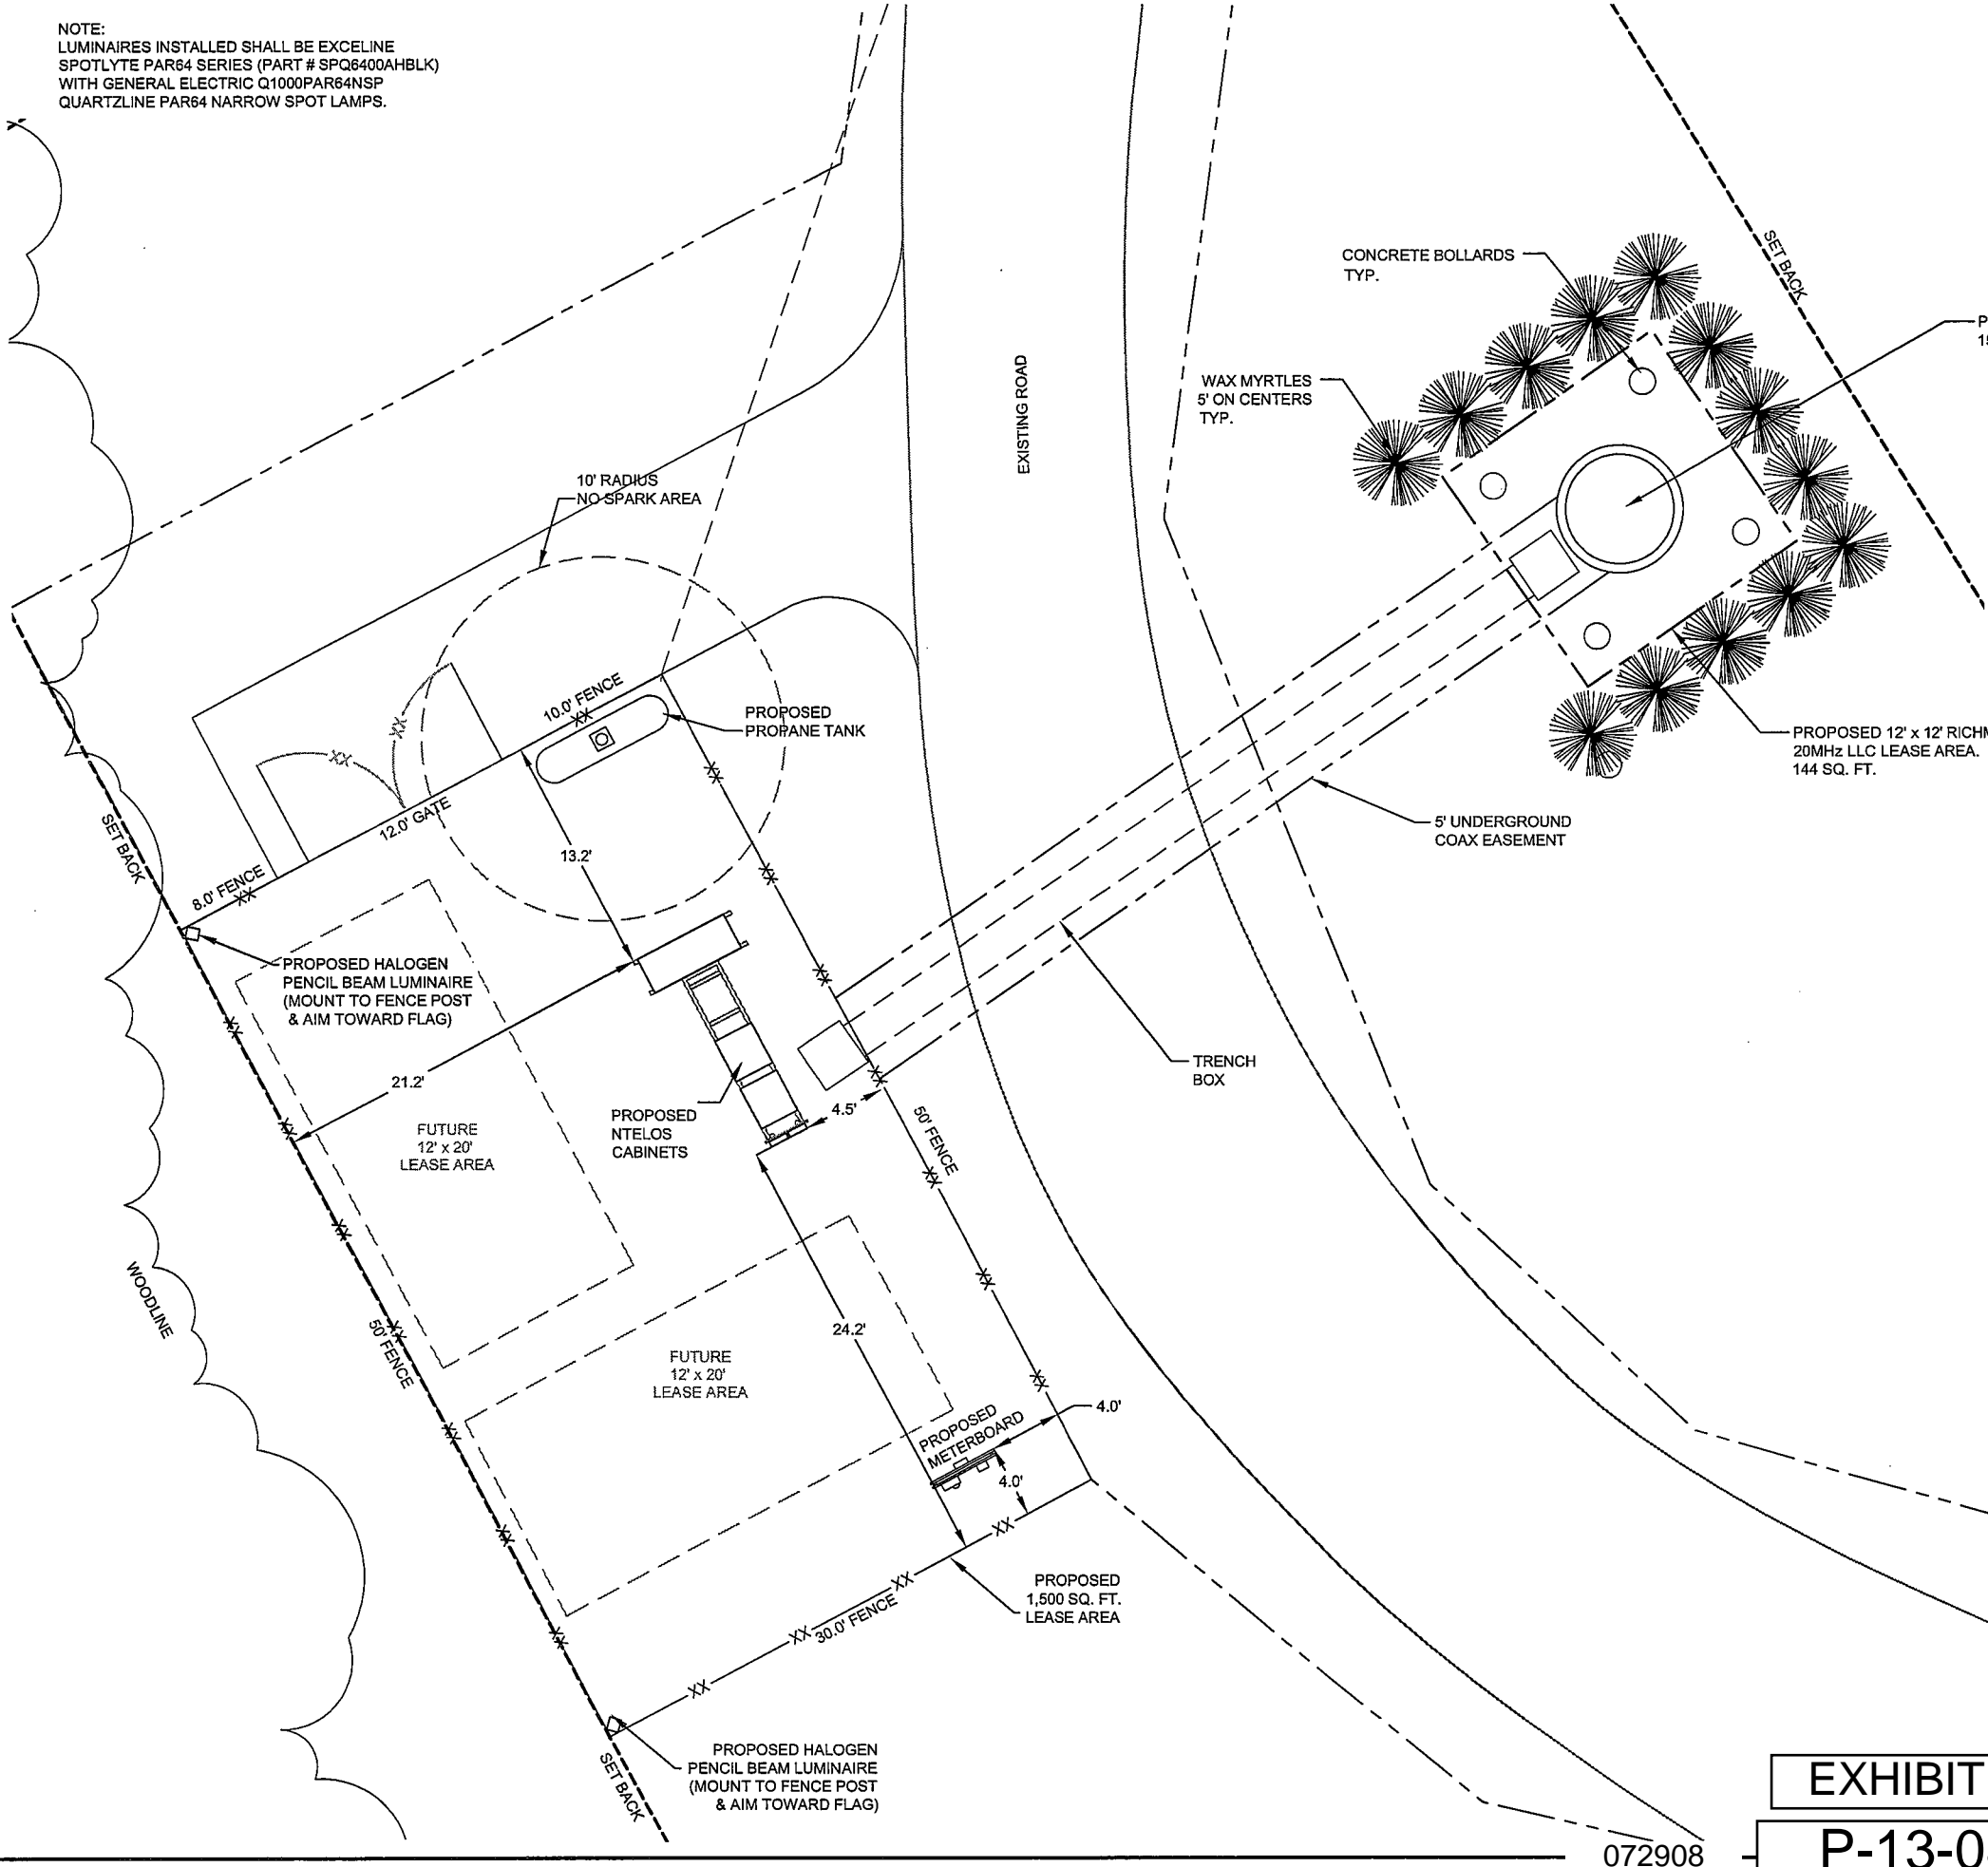 NOTE:
LUMINAIRES INSTALLED SHALL BE EXCELINE
SPOTLYTE PAR64 SERIES (PART # SPQ6400AHBLK)
WITH GENERAL ELECTRIC Q1000PAR64NSP
QUARTZLINE PAR64 NARROW SPOT LAMPS.
CONCRETE BOLLARDS
TYP.
SET BACK
P
15
WAX MYRTLES
5' ON CENTERS
TYP.
EXISTING ROAD
10' RADIUS
NO SPARK AREA
10.0' FENCE
PROPOSED
PROPANE TANK
PROPOSED 12' x 12' RICHM
20MHz LLC LEASE AREA.
144 SQ. FT.
12.0' GATE
5' UNDERGROUND
COAX EASEMENT
SET BACK
13.2'
8.0' FENCE
PROPOSED HALOGEN
PENCIL BEAM LUMINAIRE
(MOUNT TO FENCE POST
& AIM TOWARD FLAG)
TRENCH
BOX
21.2'
4.5'
PROPOSED
NTELOS
CABINETS
50' FENCE
FUTURE
12' x 20'
LEASE AREA
WOODLINE
50' FENCE
24.2'
FUTURE
12' x 20'
LEASE AREA
PROPOSED
METERBOARD
4.0'
4.0'
PROPOSED
1,500 SQ. FT.
LEASE AREA
30.0' FENCE
PROPOSED HALOGEN
PENCIL BEAM LUMINAIRE
(MOUNT TO FENCE POST
& AIM TOWARD FLAG)
SET BACK
EXHIBIT
P-13-0
072908